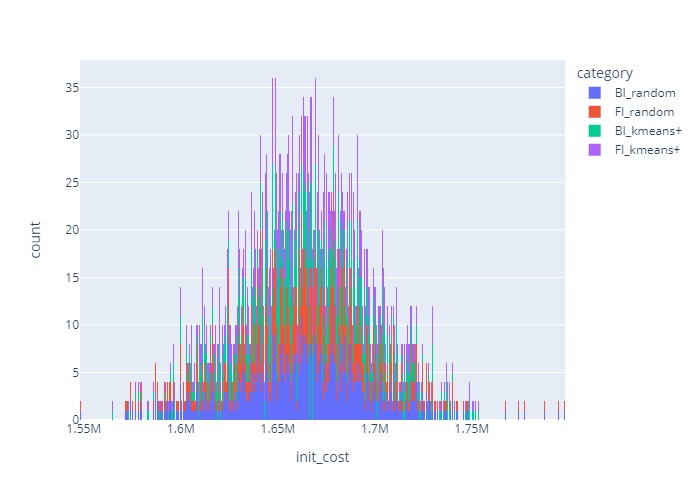 category
BI_random
FI_random
BI_kmeans+
FI_kmeans+
count
35
30
25
20
15
10
5
0
1.55M 1.6M 1.65M 1.7M 1.75M
init_cost